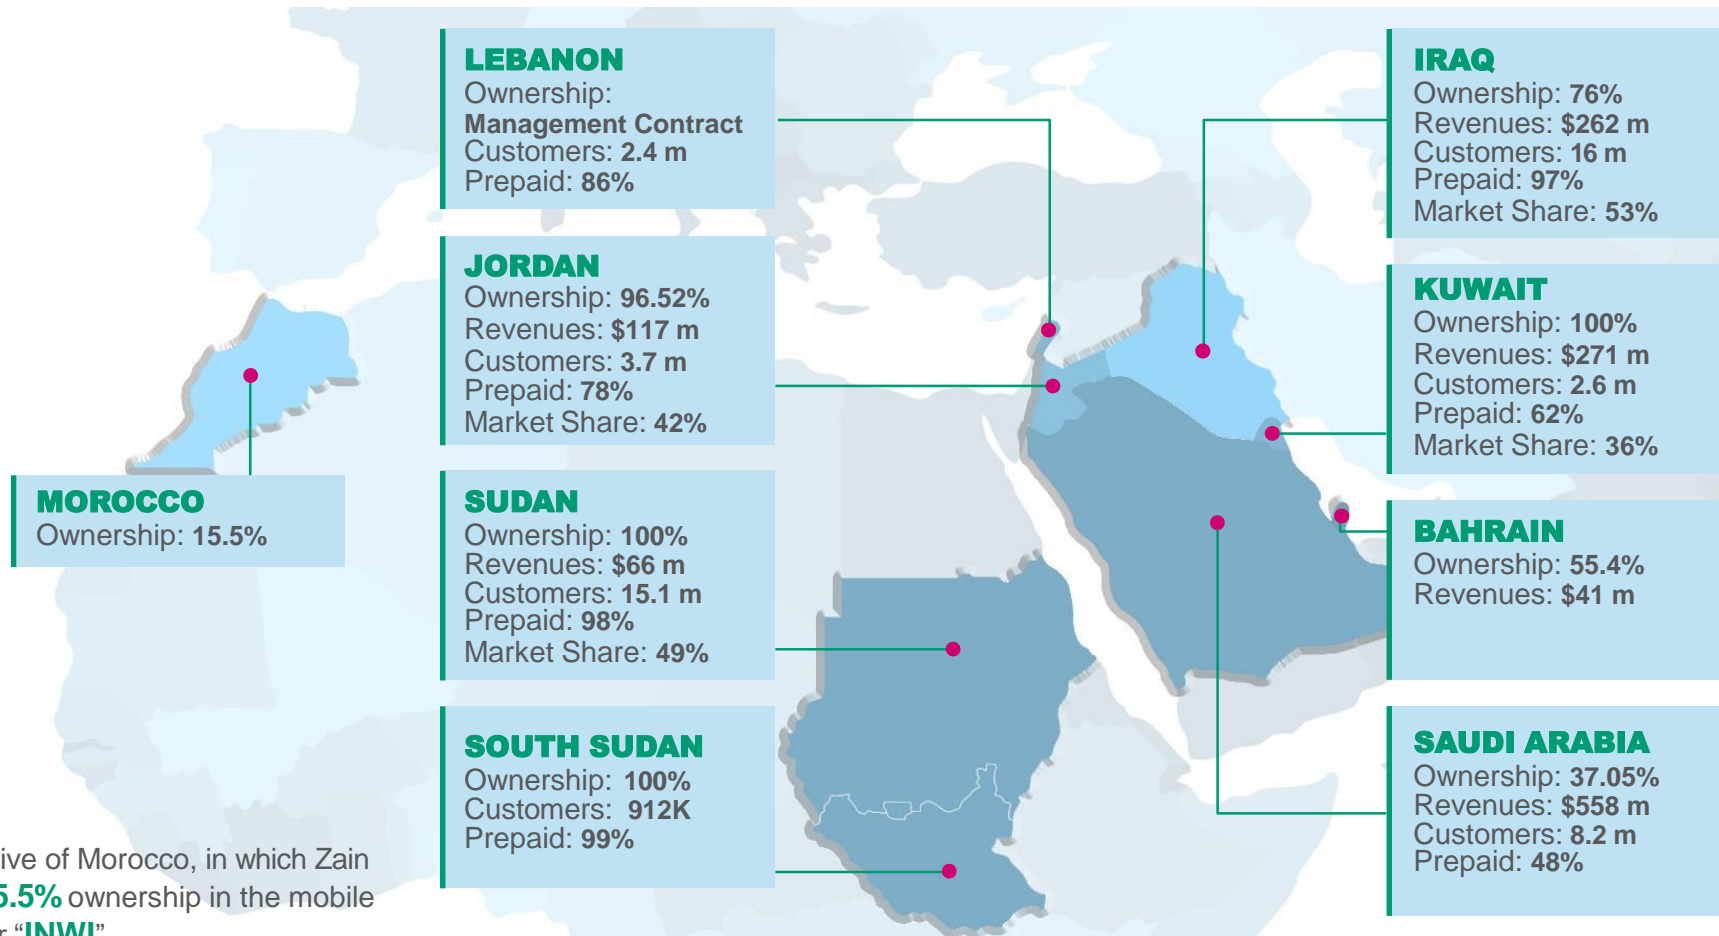 LEBANON
Ownership:
Management Contract
Customers: 2.4 m
Prepaid: 86%
JORDAN
Ownership: 96.52%
Revenues: $117 m
Customers: 3.7 m
Prepaid: 78%
Market Share: 42%
MOROCCO
Ownership: 15.5%
SUDAN
Ownership: 100%
Revenues: $66 m
Customers: 15.1 m
Prepaid: 98%
Market Share: 49%
SOUTH SUDAN
Ownership: 100%
Customers: 912K
Prepaid: 99%
IRAQ
Ownership: 76%
Revenues: $262 m
Customers: 16 m
Prepaid: 97%
Market Share: 53%
KUWAIT
Ownership: 100%
Revenues: $271 m
Customers: 2.6 m
Prepaid: 62%
Market Share: 36%
BAHRAIN
Ownership: 55.4%
Revenues: $41 m
SAUDI ARABIA
Ownership: 37.05%
Revenues: $558 m
Customers: 8.2 m
Prepaid: 48%
ive of Morocco, in which Zain
5.5% ownership in the mobile
r “INWI”